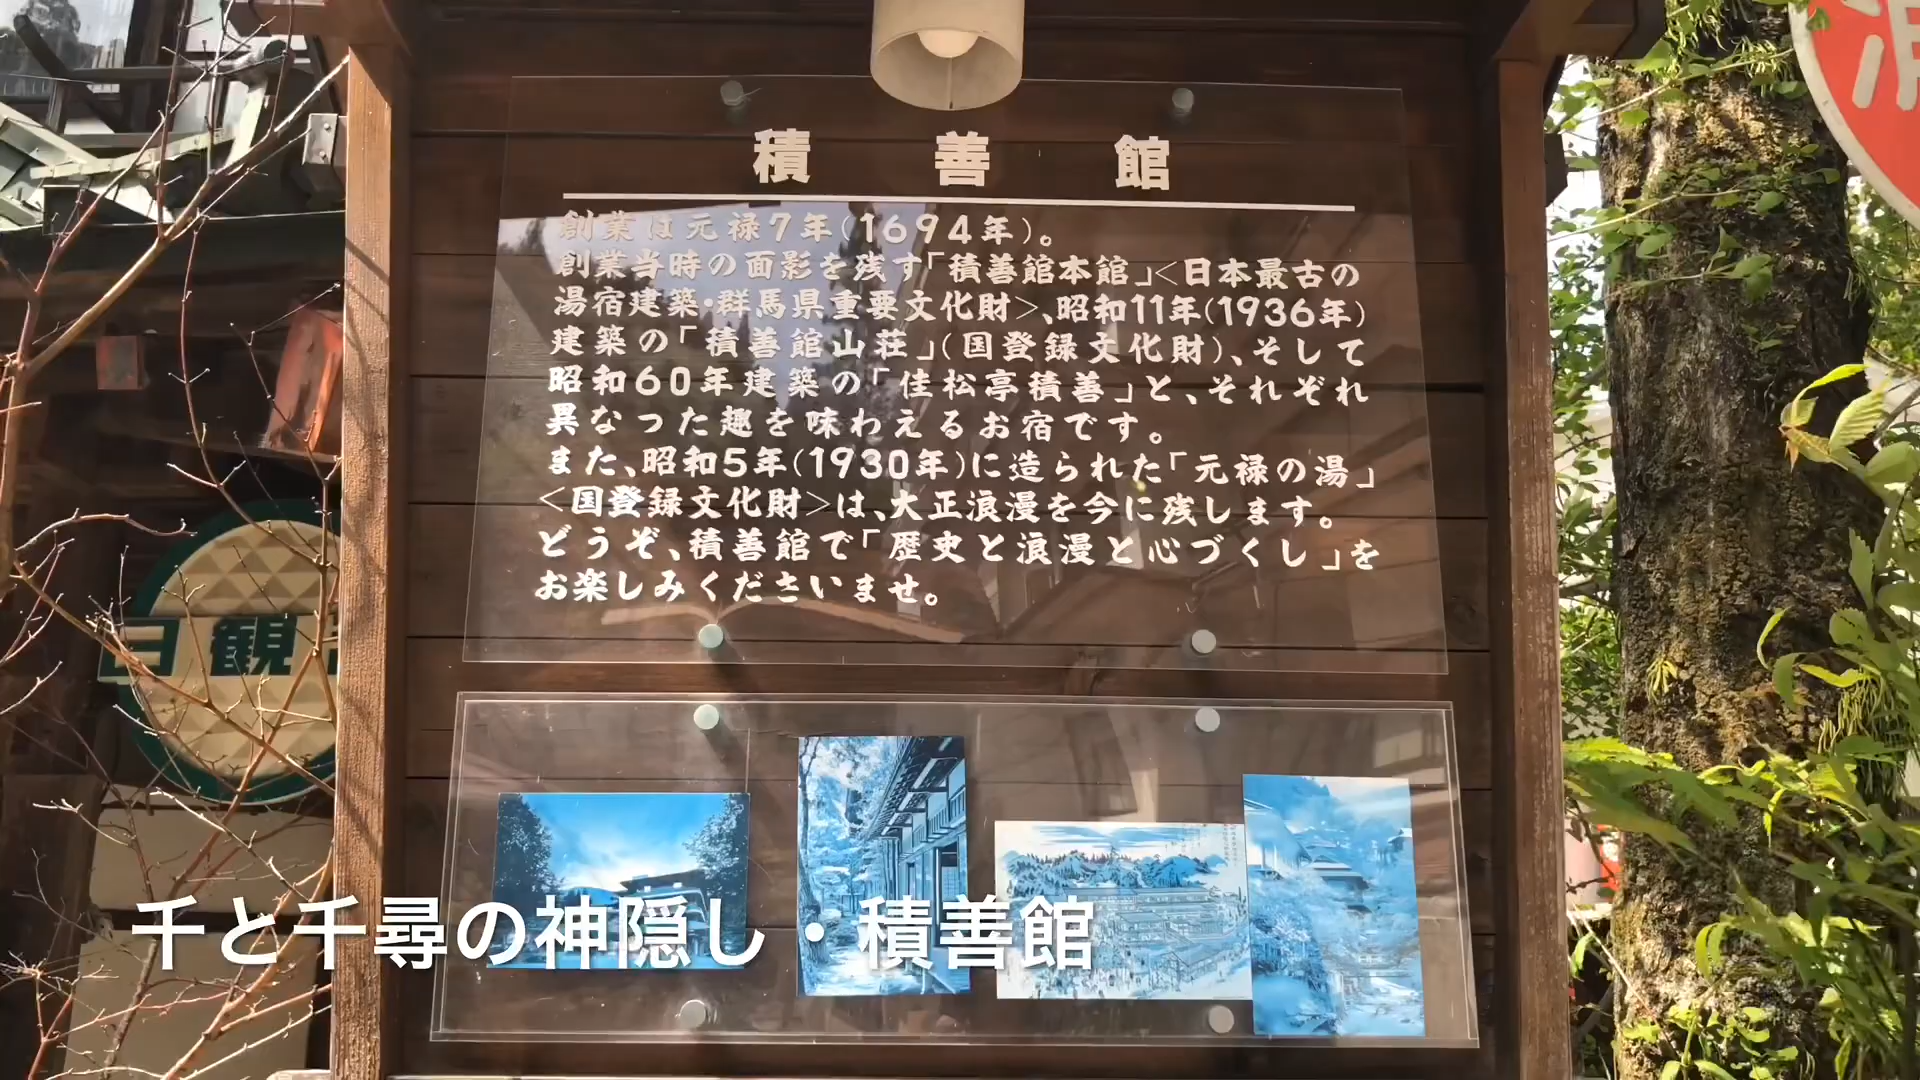 積善館
創業は元禄7年(1694年)。
創業当時の面影を残す「積善館本館」<日本最古の
湯宿建築・群馬県重要文化財>、昭和11年(1936年)
建築の「積善館山荘」(国登録文化財)、そして
昭和60年建築の「佳松亭積善」と、それぞれ
異なった趣を味わえるお宿です。
また、昭和5年(1930年)に造られた「元禄の湯」
<国登録文化財>は、大正浪漫を今に残します。
どうぞ、積善館で「歴史と浪漫と心づくし」を
お楽しみくださいませ。
日観
千と千尋の神隠し・積善館